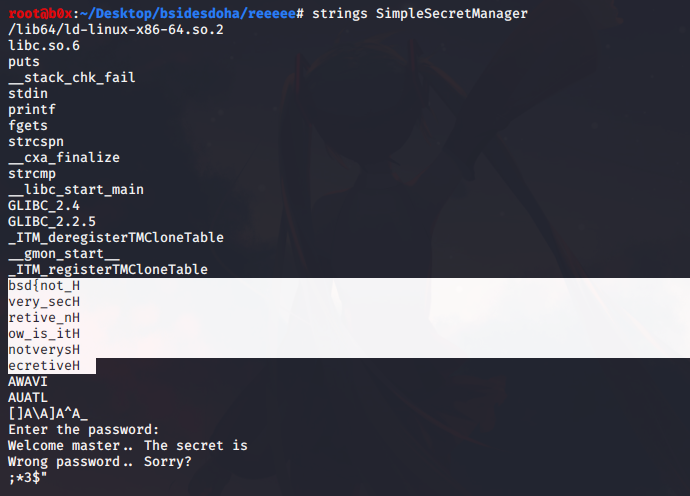 root@b0x:~/Desktop/bsidesdoha/reeeee# strings SimpleSecretManager
/lib64/ld-linux-x86-64.so.2
libc.so.6
puts
__stack_chk_fail
stdin
printf
fgets
strcspn
__cxa_finalize
strcmp
__libc_start_main
GLIBC_2.4
GLIBC_2.2.5
_ITM_deregisterTMCloneTable
__gmon_start__
_ITM_registerTMCloneTable
bsd{not_H
very_secH
retive_nH
ow_is_itH
notverysH
ecretiveH
AWAVI
AUATL
[]A\A]A^A_
Enter the password:
Welcome master.. The secret is
Wrong password.. Sorry?
;*3$"